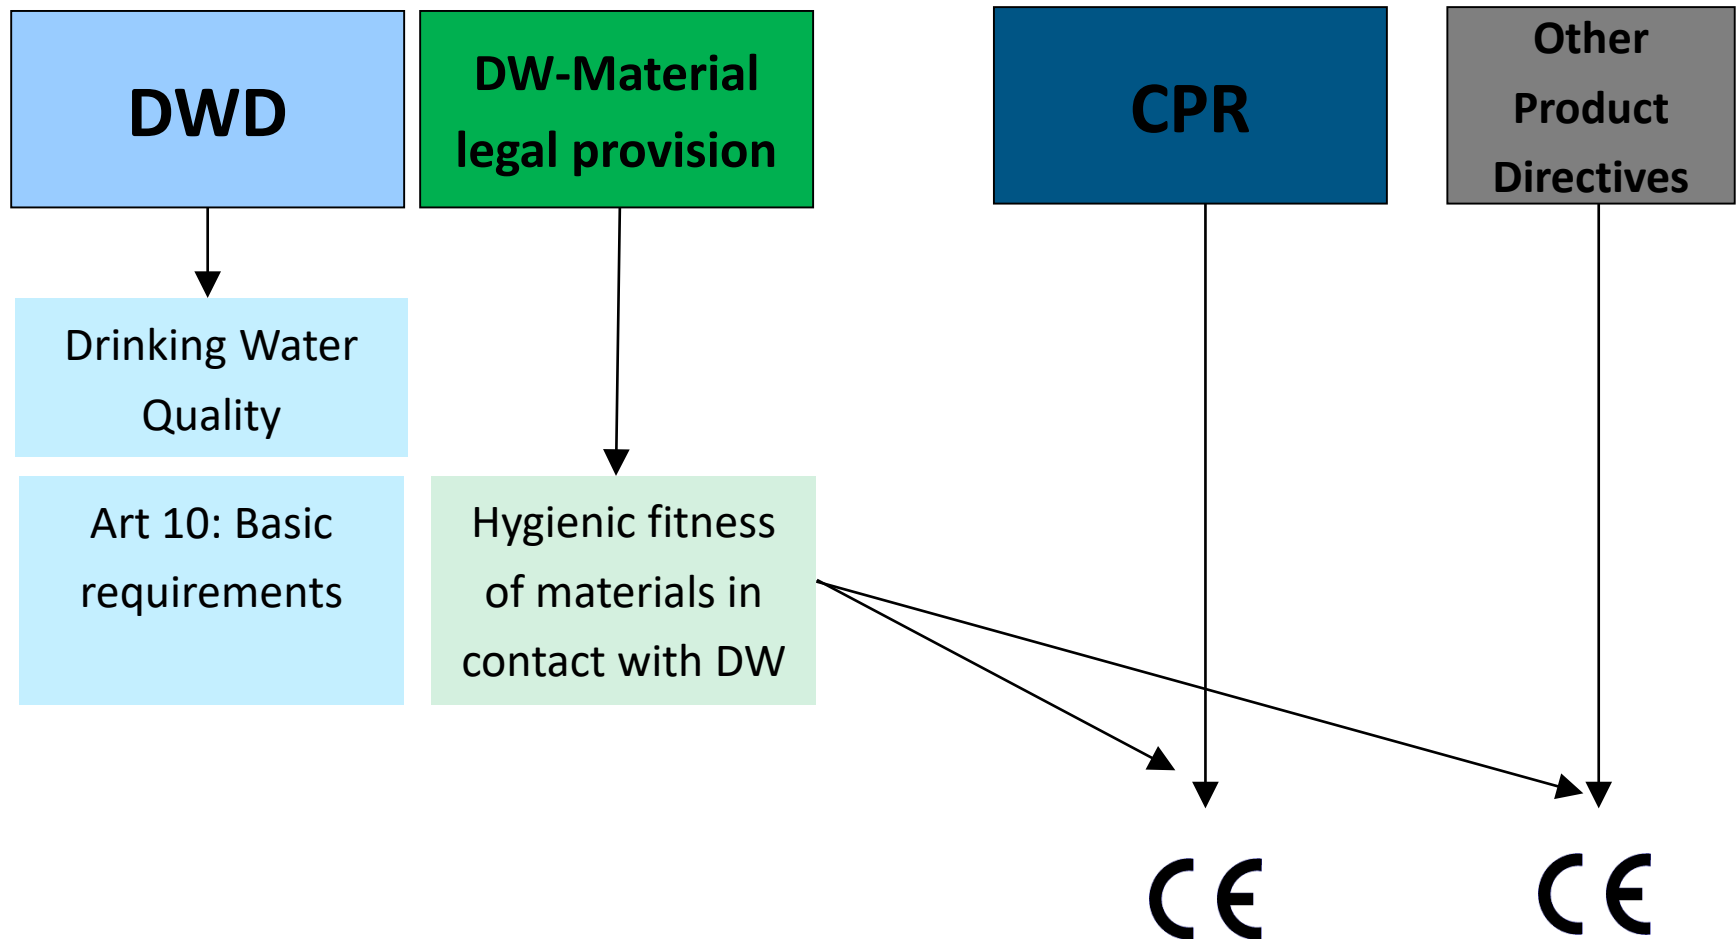 DWD
DW-Material
legal provision
CPR
Other
Product
Directives
Drinking Water
Quality
Art 10: Basic
requirements
Hygienic fitness
of materials in
contact with DW
CE
CE